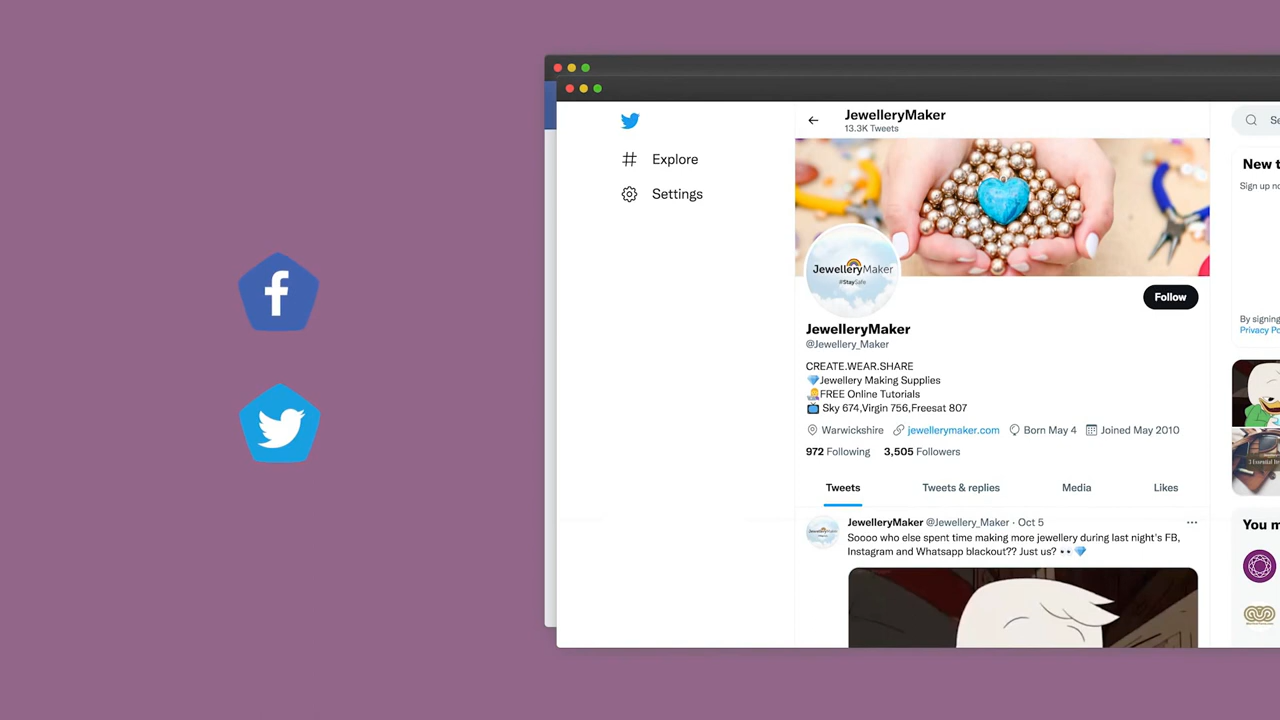 JewelleryMaker
13.3K Tweets
Explore
Settings
JewelleryMaker
#StaySafe
Follow
JewelleryMaker
@Jewellery_Maker
CREATE.WEAR.SHARE
💎Jewellery Making Supplies
FREE Online Tutorials
📺 Sky 674,Virgin 756,Freesat 807
Warwickshire jewellerymaker.com Born May 4 Joined May 2010
972 Following 3,505 Followers
Tweets Tweets & replies Media Likes
JewelleryMaker @Jewellery_Maker · Oct 5
Soooo who else spent time making more jewellery during last night's FB,
Instagram and Whatsapp blackout?? Just us? 👀 💎
Se
New t
Sign up no
By signing
Privacy Po
You m